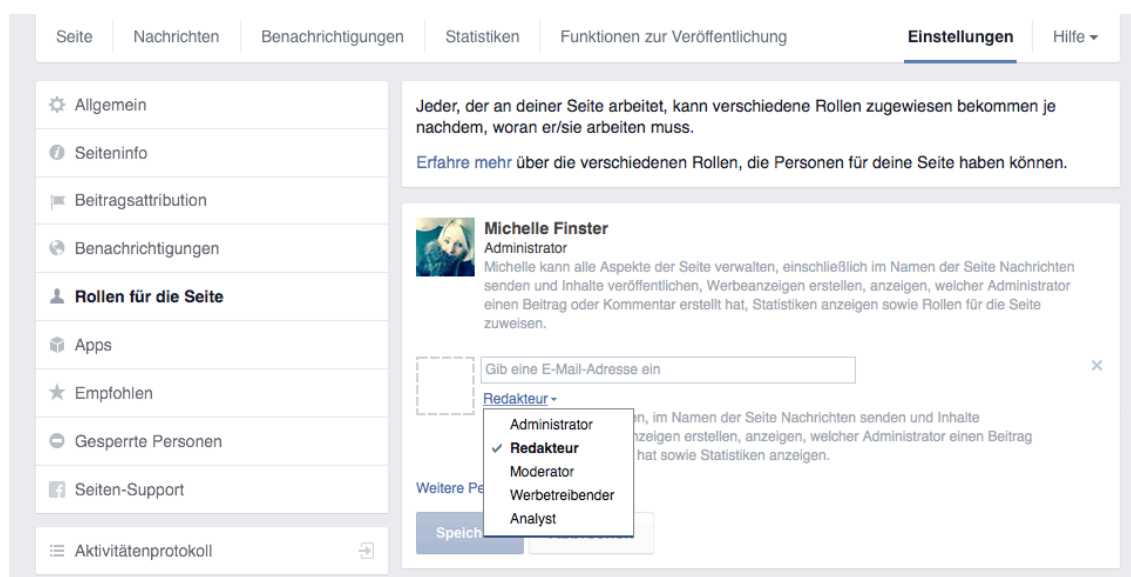 Seite Nachrichten Benachrichtigungen Statistiken Funktionen zur Veröffentlichung Einstellungen Hilfe
Allgemein
Seiteninfo
Beitragsattribution
Benachrichtigungen
Rollen für die Seite
Apps
Empfohlen
Gesperrte Personen
Seiten-Support
Aktivitätenprotokoll
Jeder, der an deiner Seite arbeitet, kann verschiedene Rollen zugewiesen bekommen je
nachdem, woran er/sie arbeiten muss.
Erfahre mehr über die verschiedenen Rollen, die Personen für deine Seite haben können.
Michelle Finster
Administrator
Michelle kann alle Aspekte der Seite verwalten, einschließlich im Namen der Seite Nachrichten
senden und Inhalte veröffentlichen, Werbeanzeigen erstellen, anzeigen, welcher Administrator
einen Beitrag oder Kommentar erstellt hat, Statistiken anzeigen sowie Rollen für die Seite
zuweisen.
Gib eine E-Mail-Adresse ein
Redakteur
Administrator
Redakteur
Moderator
Werbetreibender
Analyst
en, im Namen der Seite Nachrichten senden und Inhalte
nzeigen erstellen, anzeigen, welcher Administrator einen Beitrag
hat sowie Statistiken anzeigen.
Weitere Pe
Speich